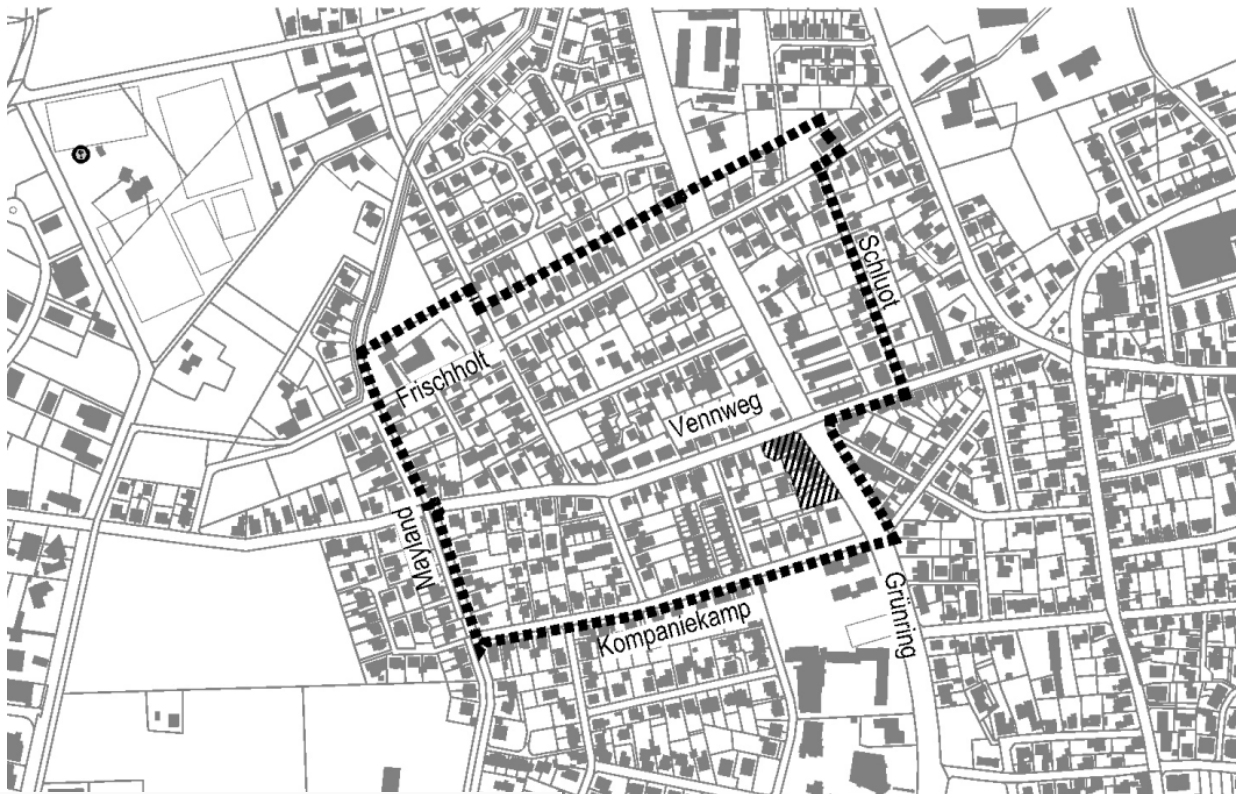 Schluot
Frischholt
Vennweg
Mayland
Grünring
Kompaniekamp